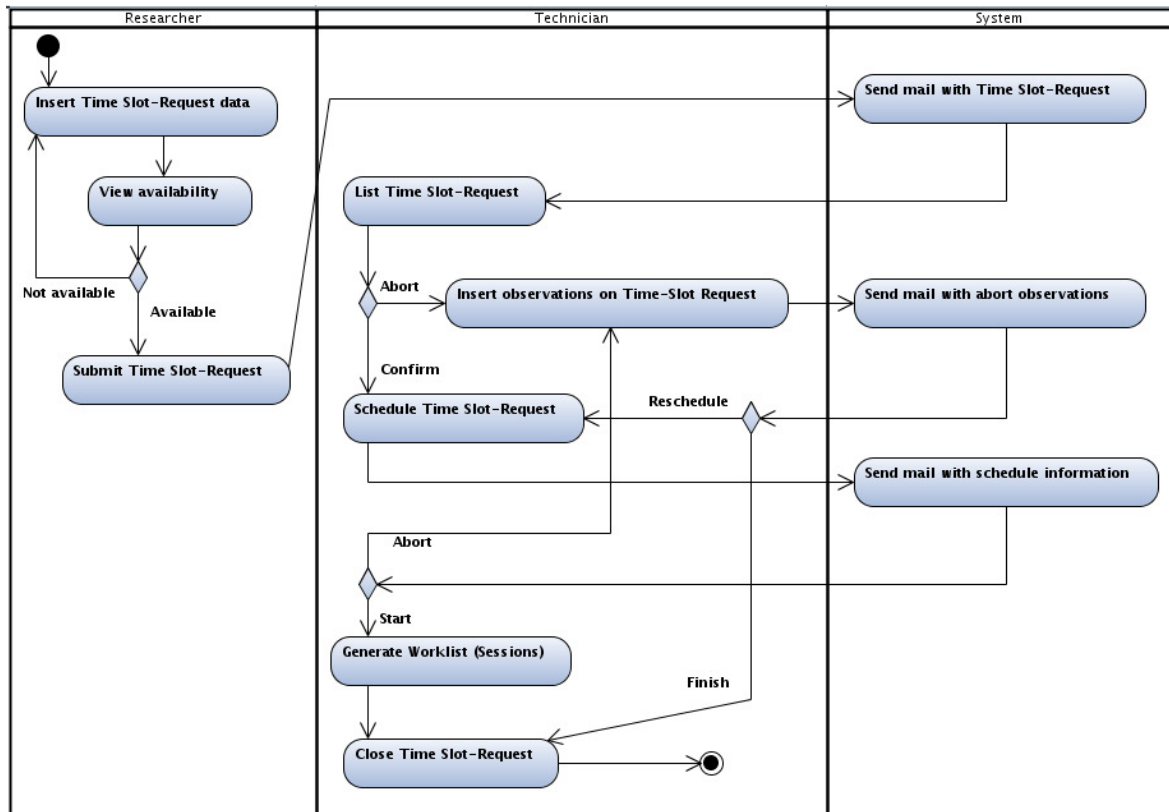 Researcher
Technician
System
Insert Time Slot-Request data
Send mail with Time Slot-Request
View availability
List Time Slot-Request
Not available
Available
Abort
Insert observations on Time-Slot Request
Send mail with abort observations
Submit Time Slot-Request
Confirm
Schedule Time Slot-Request
Reschedule
Send mail with schedule information
Abort
Start
Generate Worklist (Sessions)
Finish
Close Time Slot-Request